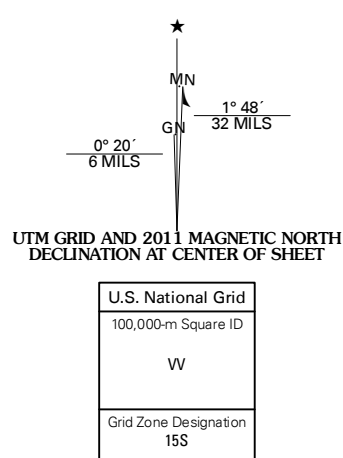 ★
MN
1° 48´
32 MILS
GN
0° 20´
6 MILS
UTM GRID AND 2011 MAGNETIC NORTH
DECLINATION AT CENTER OF SHEET
U.S. National Grid
100,000-m Square ID
VV
Grid Zone Designation
15S